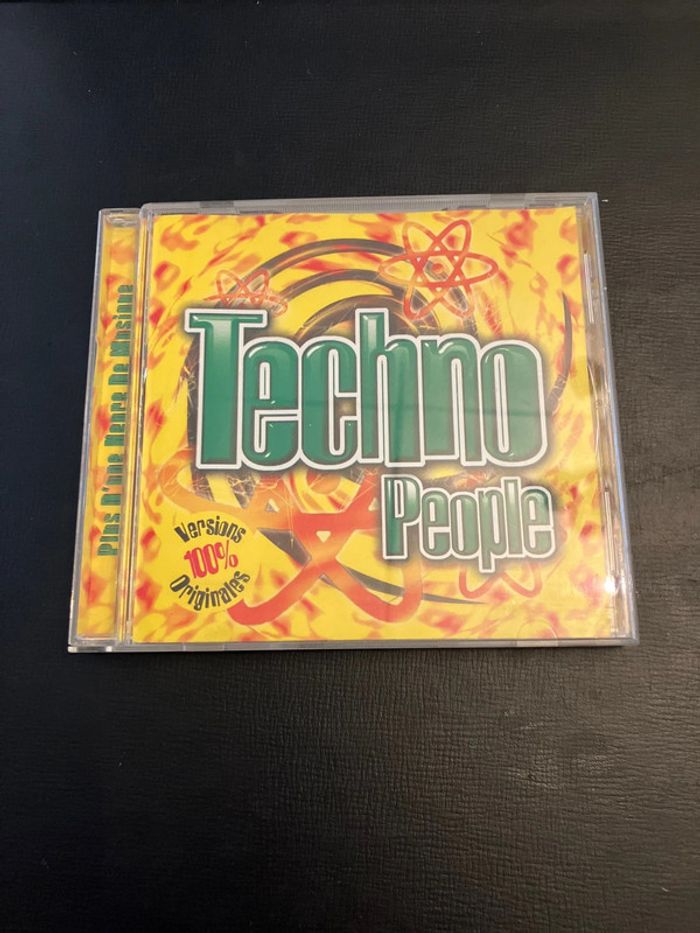 Plus D'une Heure De Musique
Techno
People
Versions
100%
Originales